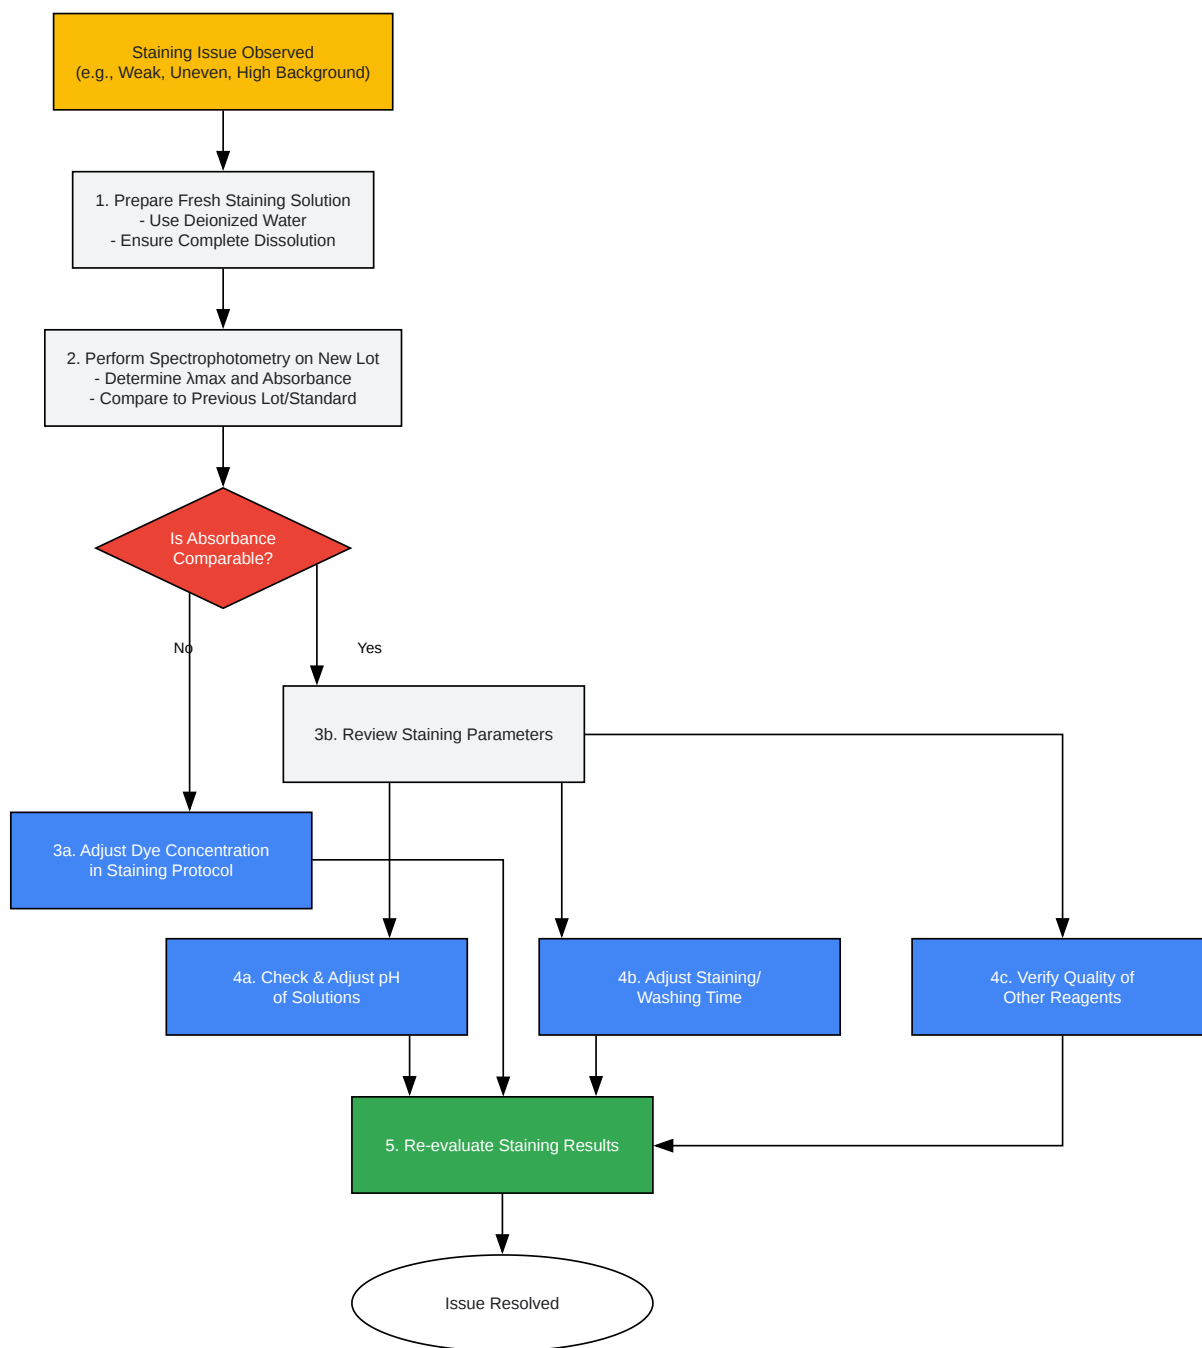 Staining Issue Observed
(e.g., Weak, Uneven, High Background)
1. Prepare Fresh Staining Solution
- Use Deionized Water
- Ensure Complete Dissolution
2. Perform Spectrophotometry on New Lot
- Determine λmax and Absorbance
- Compare to Previous Lot/Standard
Is Absorbance
Comparable?
No
Yes
3b. Review Staining Parameters
3a. Adjust Dye Concentration
in Staining Protocol
4a. Check & Adjust pH
of Solutions
4b. Adjust Staining/
Washing Time
4c. Verify Quality of
Other Reagents
5. Re-evaluate Staining Results
Issue Resolved